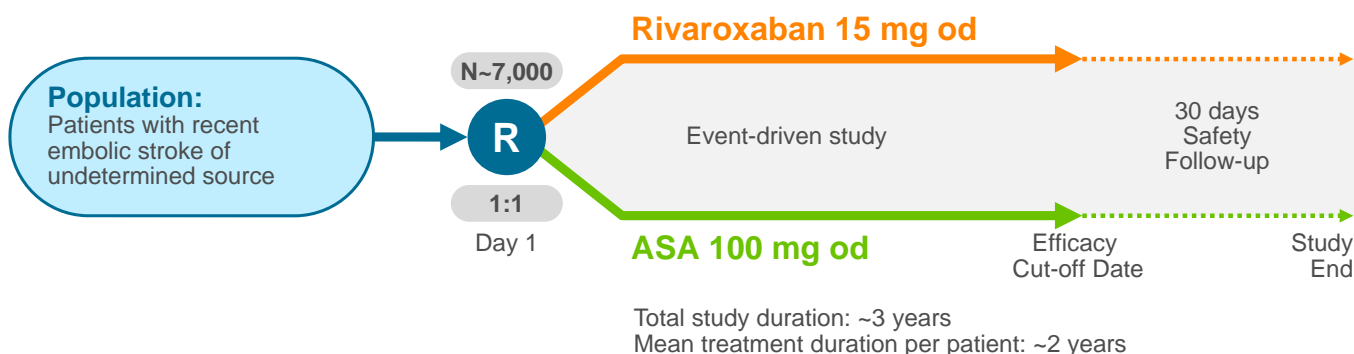 Rivaroxaban 15 mg od
N~7,000
Population:
Patients with recent
embolic stroke of
undetermined source
R
Event-driven study
30 days
Safety
Follow-up
1:1
Day 1
ASA 100 mg od
Efficacy
Cut-off Date
Study
End
Total study duration: ~3 years
Mean treatment duration per patient: ~2 years